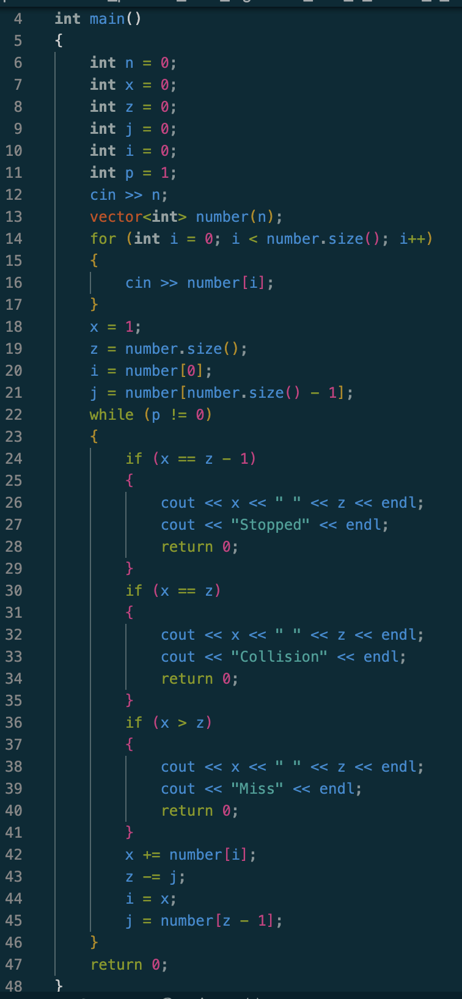 4 int main()
5 {
6 int n = 0;
7 int x = 0;
8 int z = 0;
9 int j = 0;
10 int i = 0;
11 int p = 1;
12 cin >> n;
13 vector<int> number(n);
14 for (int i = 0; i < number.size(); i++)
15 {
16 cin >> number[i];
17 }
18 x = 1;
19 z = number.size();
20 i = number[0];
21 j = number[number.size() - 1];
22 while (p != 0)
23 {
24 if (x == z - 1)
25 {
26 cout << x << " " << z << endl;
27 cout << "Stopped" << endl;
28 return 0;
29 }
30 if (x == z)
31 {
32 cout << x << " " << z << endl;
33 cout << "Collision" << endl;
34 return 0;
35 }
36 if (x > z)
37 {
38 cout << x << " " << z << endl;
39 cout << "Miss" << endl;
40 return 0;
41 }
42 x += number[i];
43 z -= j;
44 i = x;
45 j = number[z - 1];
46 }
47 return 0;
48 }